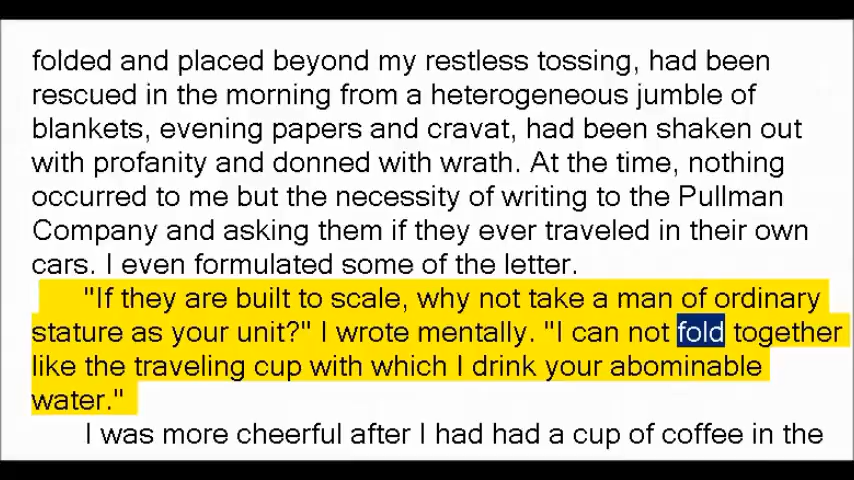 folded and placed beyond my restless tossing, had been
rescued in the morning from a heterogeneous jumble of
blankets, evening papers and cravat, had been shaken out
with profanity and donned with wrath. At the time, nothing
occurred to me but the necessity of writing to the Pullman
Company and asking them if they ever traveled in their own
cars. I even formulated some of the letter.
"If they are built to scale, why not take a man of ordinary
stature as your unit?" I wrote mentally. "I can not fold together
like the traveling cup with which I drink your abominable
water."
I was more cheerful after I had had a cup of coffee in the